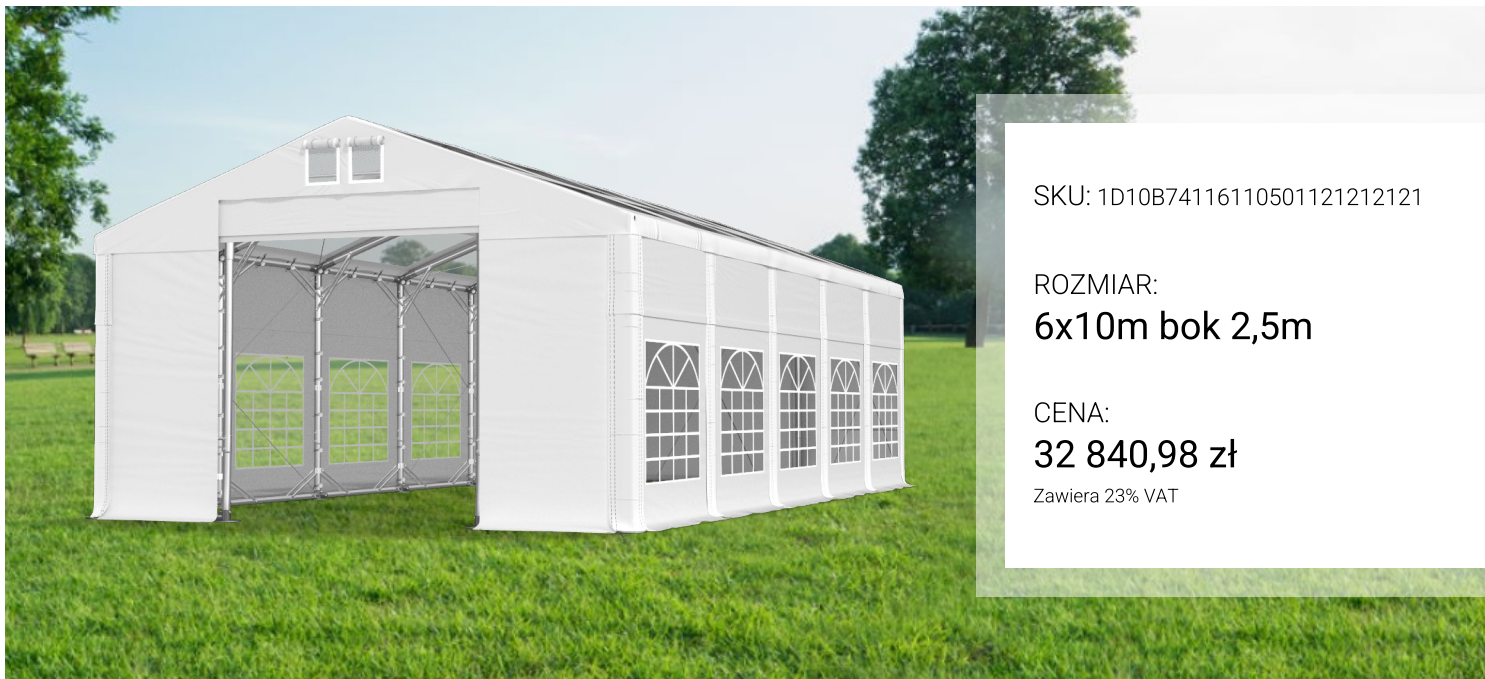 SKU: 1D10B74116110501121212121
ROZMIAR:
6x10m bok 2,5m
CENA:
32 840,98 zł
Zawiera 23% VAT